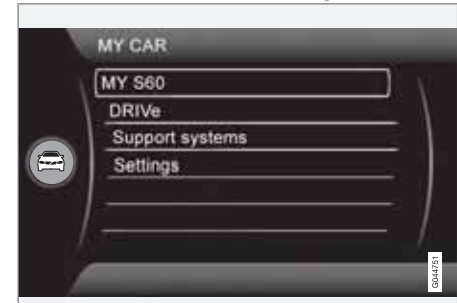 MY CAR
MY S60
DRIVe
Support systems
Settings
G044751